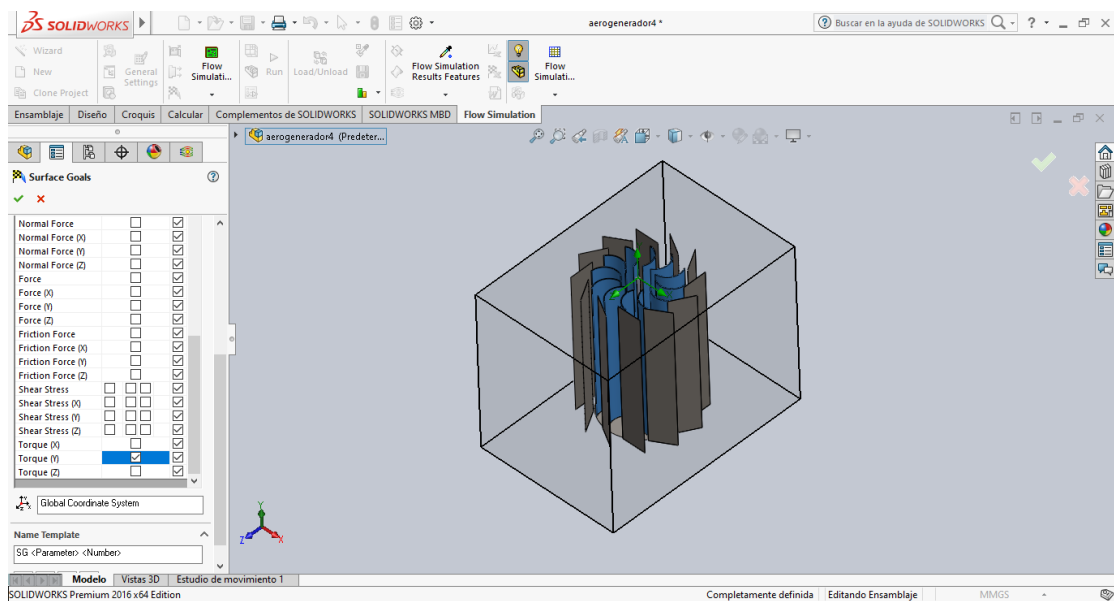 SOLIDWORKS
aerogenerador4 *
Buscar en la ayuda de SOLIDWORKS
Wizard
New
Clone Project
General Settings
Flow Simulati...
Run
Load/Unload
Flow Simulation Results Features
Flow Simulati...
Ensamblaje Diseño Croquis Calcular Complementos de SOLIDWORKS SOLIDWORKS MBD Flow Simulation
aerogenerador4 (Predeter...
Surface Goals
Normal Force
Normal Force (X)
Normal Force (Y)
Normal Force (Z)
Force
Force (X)
Force (Y)
Force (Z)
Friction Force
Friction Force (X)
Friction Force (Y)
Friction Force (Z)
Shear Stress
Shear Stress (X)
Shear Stress (Y)
Shear Stress (Z)
Torque (X)
Torque (Y)
Torque (Z)
Global Coordinate System
Name Template
SG <Parameter> <Number>
Y
Z X
Modelo Vistas 3D Estudio de movimiento 1
SOLIDWORKS Premium 2016 x64 Edition Completamente definida Editando Ensamblaje MMGS